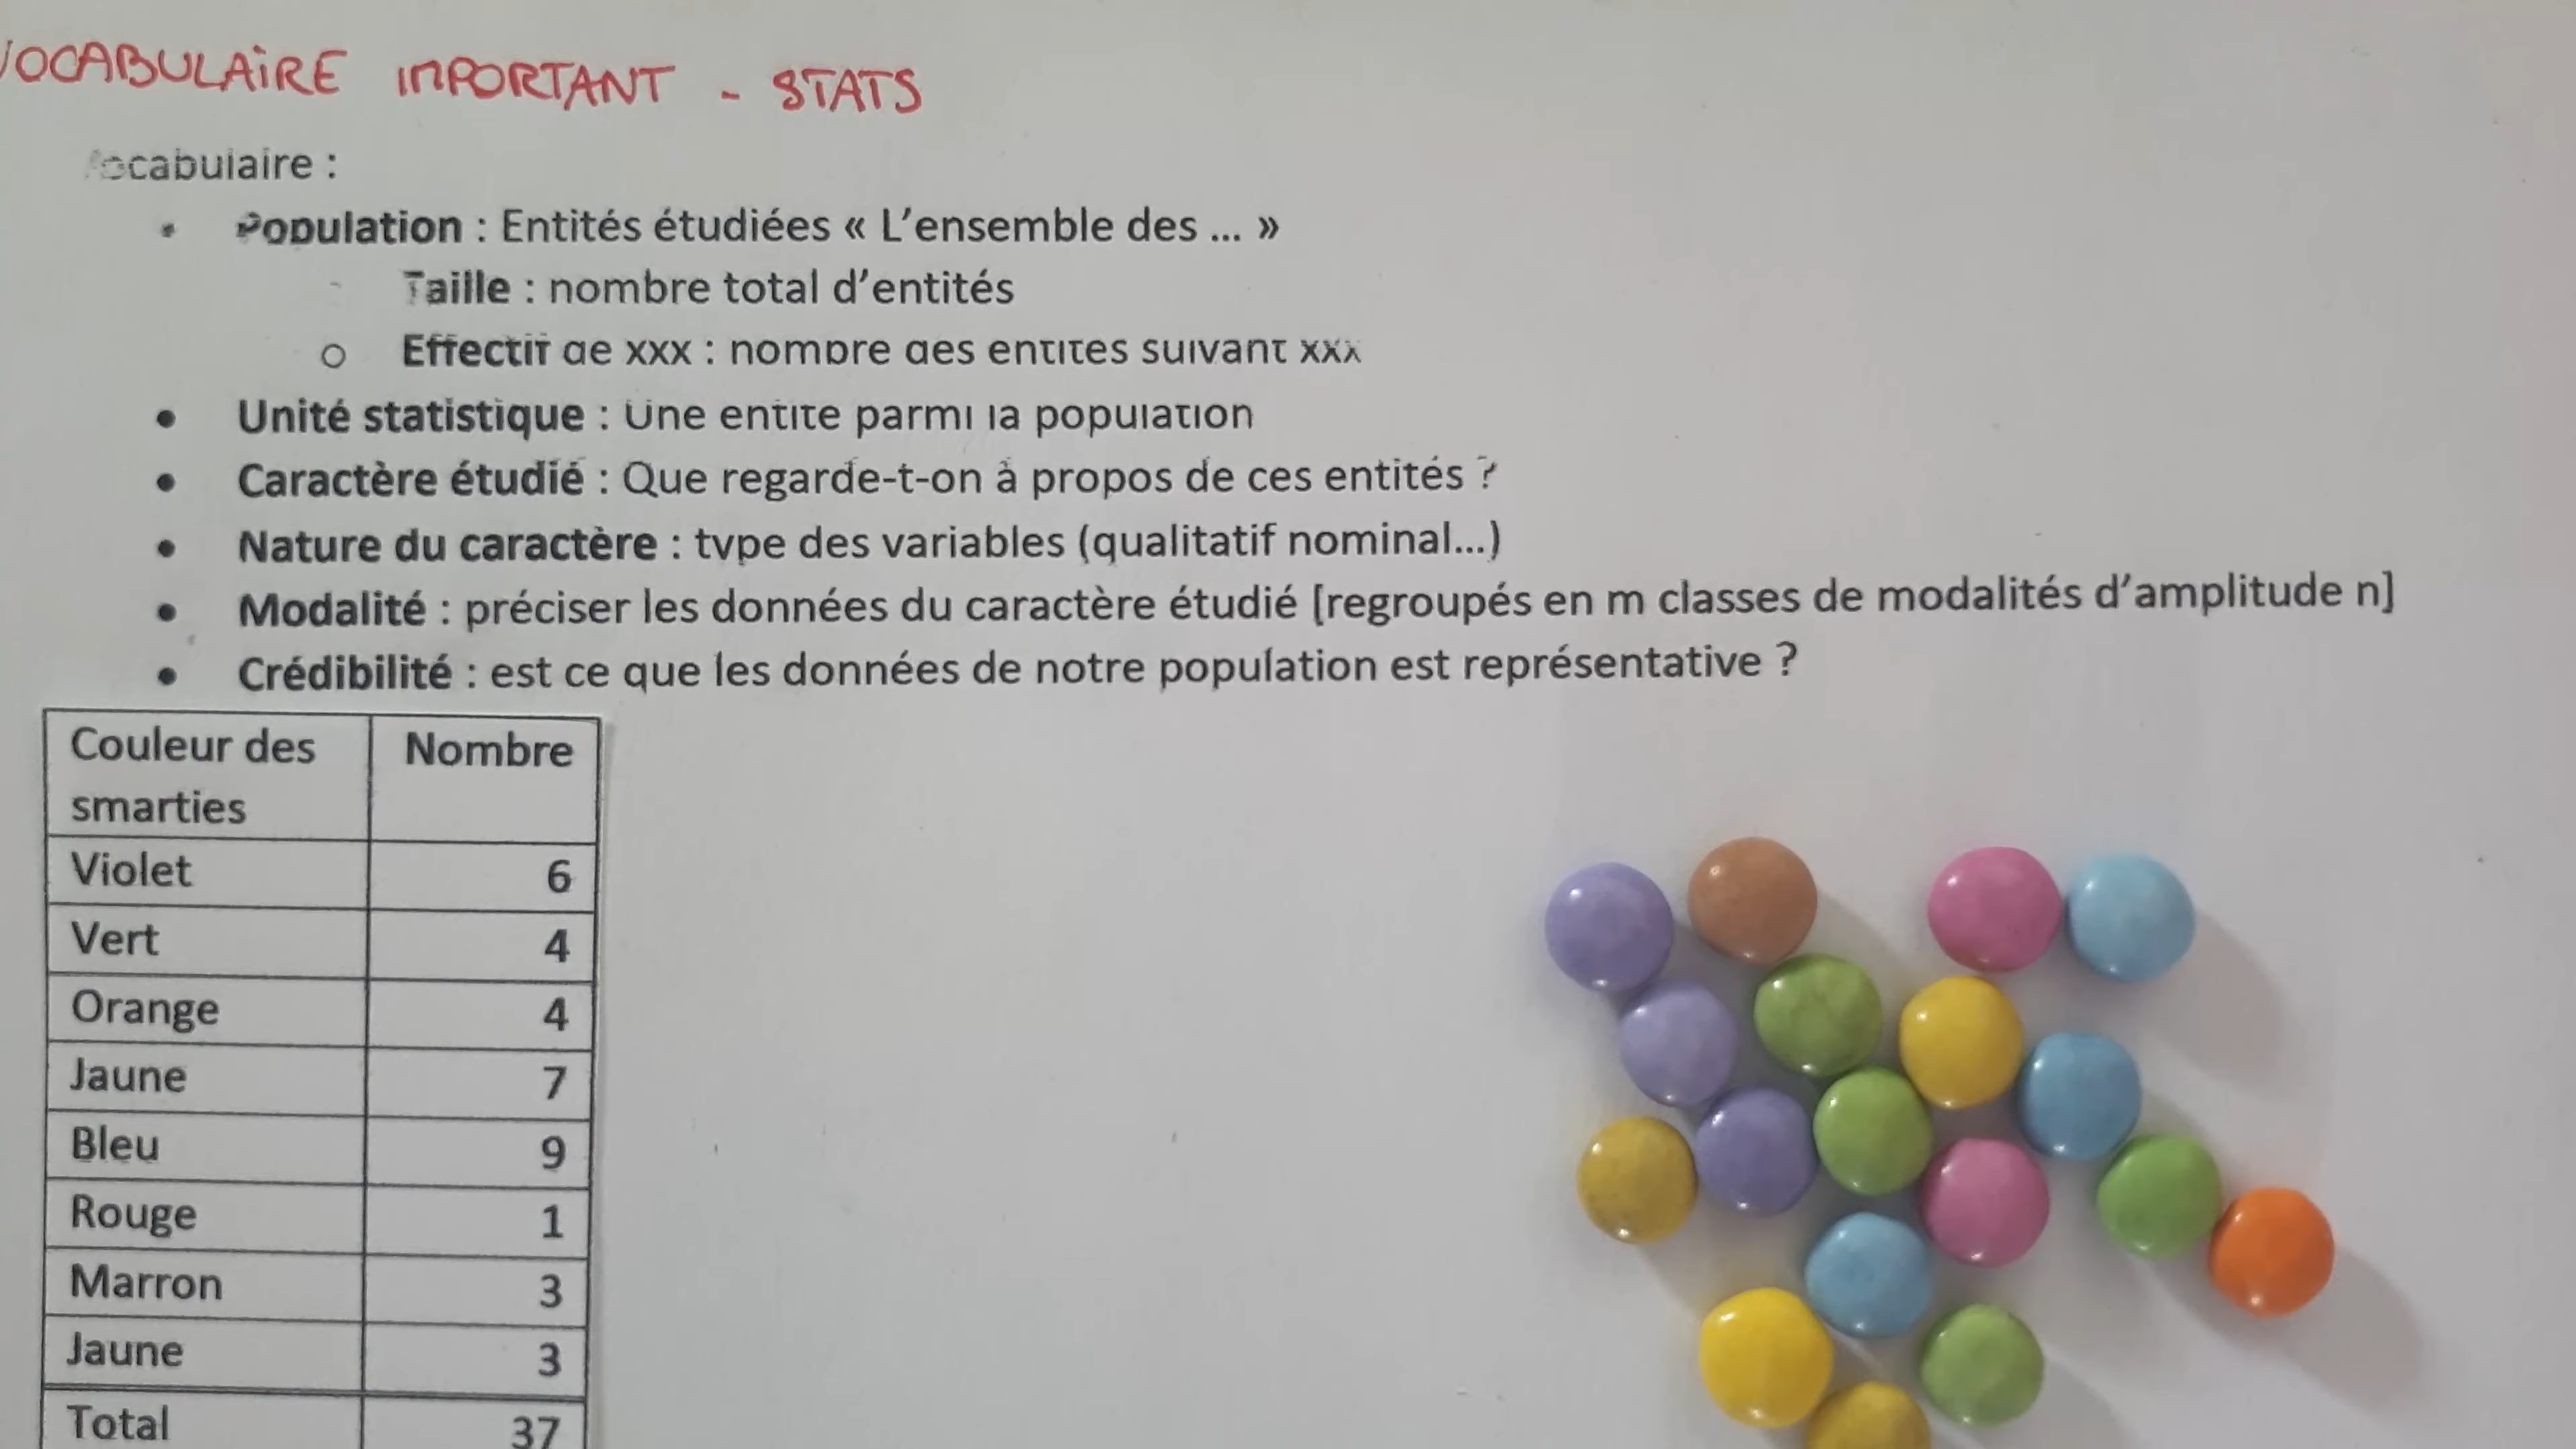 VOCABULAIRE IMPORTANT - STATS
Vocabulaire :
• Population : Entités étudiées « L'ensemble des ... »
Taille : nombre total d'entités
o Effectif de xxx : nombre des entités suivant xxx
• Unité statistique : Une entité parmi la population
• Caractère étudié : Que regarde-t-on à propos de ces entités ?
• Nature du caractère : type des variables (qualitatif nominal...)
• Modalité : préciser les données du caractère étudié [regroupés en m classes de modalités d'amplitude n]
• Crédibilité : est ce que les données de notre population est représentative ?
Couleur des smarties Nombre
Violet 6
Vert 4
Orange 4
Jaune 7
Bleu 9
Rouge 1
Marron 3
Jaune 3
Total 37